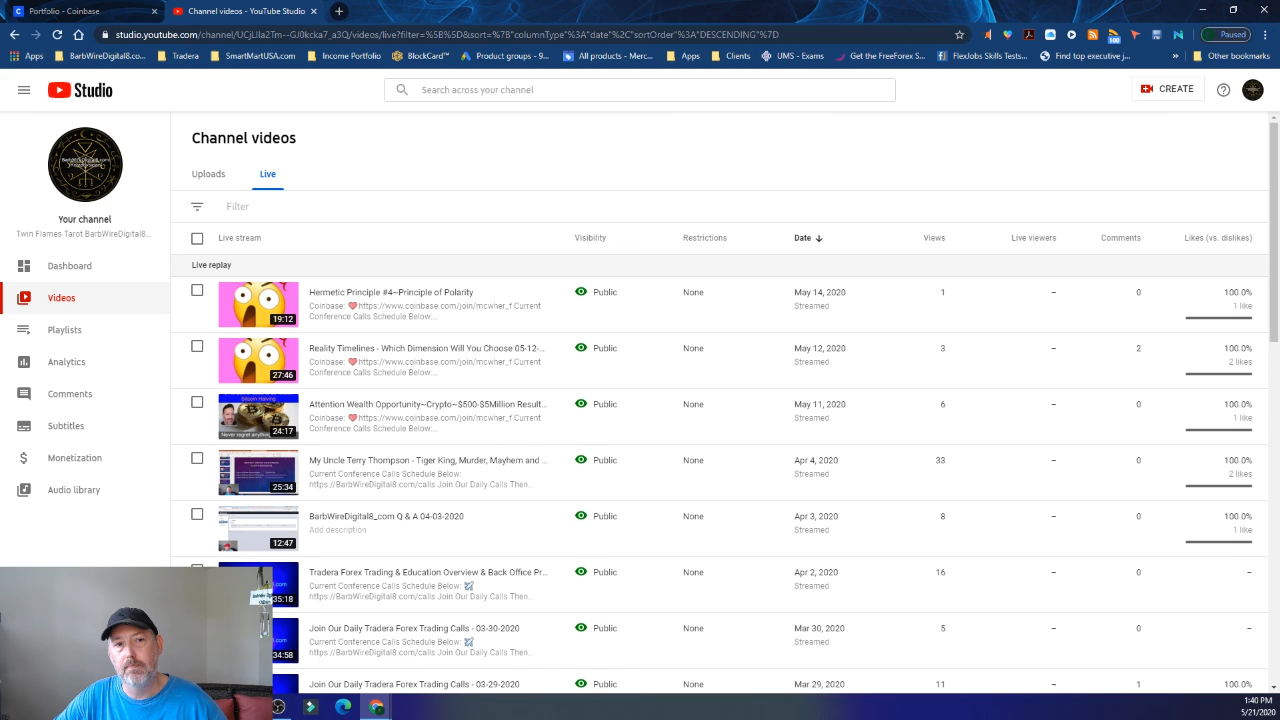 Portfolio - Coinbase
Channel videos - YouTube Studio
studio.youtube.com/channel/UCjLlla2Tm--GJ0kcka7_a3Q/videos/live?filter=%5B%5D&sort=%7B"columnType"%3A"date"%2C"sortOrder"%3A"DESCENDING"%7D
Paused
Apps
BarbWireDigital8.c...
Trading
SmartMartUSA.com
Income Portfolio
QuickCard™
Product groups - 9...
All products - Merc...
Apps
UMS - Exams
Get the FreeForex S...
FlexJobs Skills Tests...
Find top executive j...
Other bookmarks
Studio
Search across your channel
CREATE
Your channel
Twin Flames Tarot BarbWireDigital8...
Dashboard
Videos
Playlists
Analytics
Comments
Subtitles
Monetization
Audio library
Channel videos
Uploads Live
Filter
Live stream Visibility Restrictions Date Views Live viewers Comments Likes (vs. dislikes)
Live replay
Hermetic Principle #4~Principle of Polarity Public None May 14, 2020 1 – 0 100.0%
Coinbase: https://www.coinbase.com/join/mcwher_f Current Streamed 1 like
Conference Calls Schedule Below:...
19:12
Reality Timelines - Which Dimension Will You Choose 05-12-... Public None May 12, 2020 3 – 2 100.0%
Coinbase: https://www.coinbase.com/join/mcwher_f Current Streamed 2 likes
Conference Calls Schedule Below:...
27:46
Bitcoin Halving
Attention Wealth Opportunity~Crypto~$500-$5Million Result... Public None May 11, 2020 6 – 0 100.0%
Coinbase: https://www.coinbase.com/join/mcwher_f Current Streamed 1 like
Conference Calls Schedule Below:...
Never regret anything
24:17
My Uncle Terry Thompson - Tiger King, Murder, Mayhem and ... Public None Apr 4, 2020 – 0 100.0%
Current Conference Calls Schedule Below: Streamed 2 likes
https://BarbWireDigital8.com/calls Join Our Daily Calls Then...
25:34
BarbWireDigital8_com Q & A 04-03-2020 Public None Apr 3, 2020 2 – 0 100.0%
Add description Streamed 1 like
12:47
Tradera Forex Trading & Education Overview & Back Office Pr... Public None Apr 2, 2020 16 – 0 –
Current Conference Calls Schedule Below: Streamed
https://BarbWireDigital8.com/calls Join Our Daily Calls Then...
35:18
Join Our Daily Tradera Forex Trading Calls - 03-30-2020 Public None Mar 30, 2020 5 – 0 –
Current Conference Calls Schedule Below: Streamed
https://BarbWireDigital8.com/calls Join Our Daily Calls Then...
34:58
Join Our Daily Tradera Forex Trading Calls - 03-29-2020 Public None Mar 29, 2020 11 – 1 100.0%
1:40 PM
5/21/2020